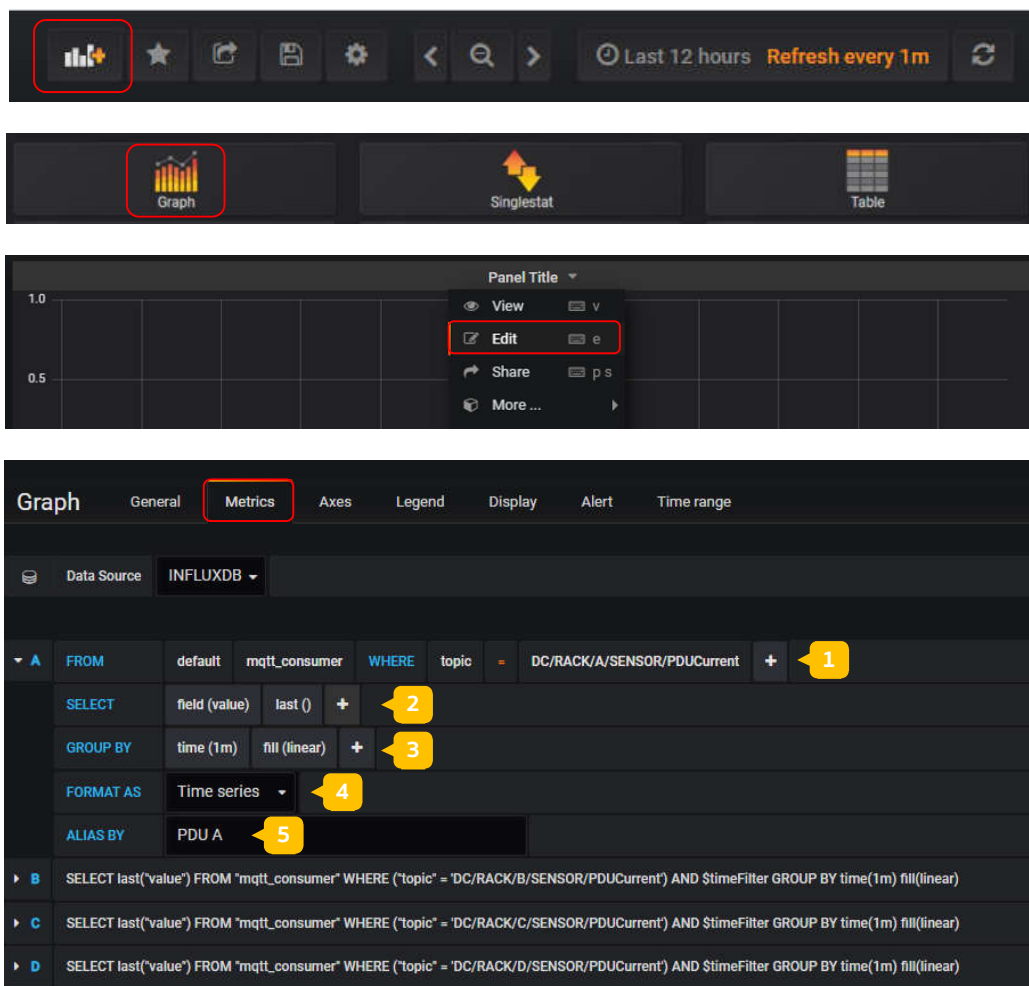 Last 12 hours Refresh every 1m
Graph Singlestat Table
Panel Title
1.0
View v
Edit e
0.5
Share p s
More ...
Graph General Metrics Axes Legend Display Alert Time range
Data Source INFLUXDB
A FROM default mqtt_consumer WHERE topic = DC/RACK/A/SENSOR/PDUCurrent + 1
SELECT field (value) last () + 2
GROUP BY time (1m) fill (linear) + 3
FORMAT AS Time series 4
ALIAS BY PDU A 5
B SELECT last("value") FROM "mqtt_consumer" WHERE ("topic" = 'DC/RACK/B/SENSOR/PDUCurrent') AND $timeFilter GROUP BY time(1m) fill(linear)
C SELECT last("value") FROM "mqtt_consumer" WHERE ("topic" = 'DC/RACK/C/SENSOR/PDUCurrent') AND $timeFilter GROUP BY time(1m) fill(linear)
D SELECT last("value") FROM "mqtt_consumer" WHERE ("topic" = 'DC/RACK/D/SENSOR/PDUCurrent') AND $timeFilter GROUP BY time(1m) fill(linear)